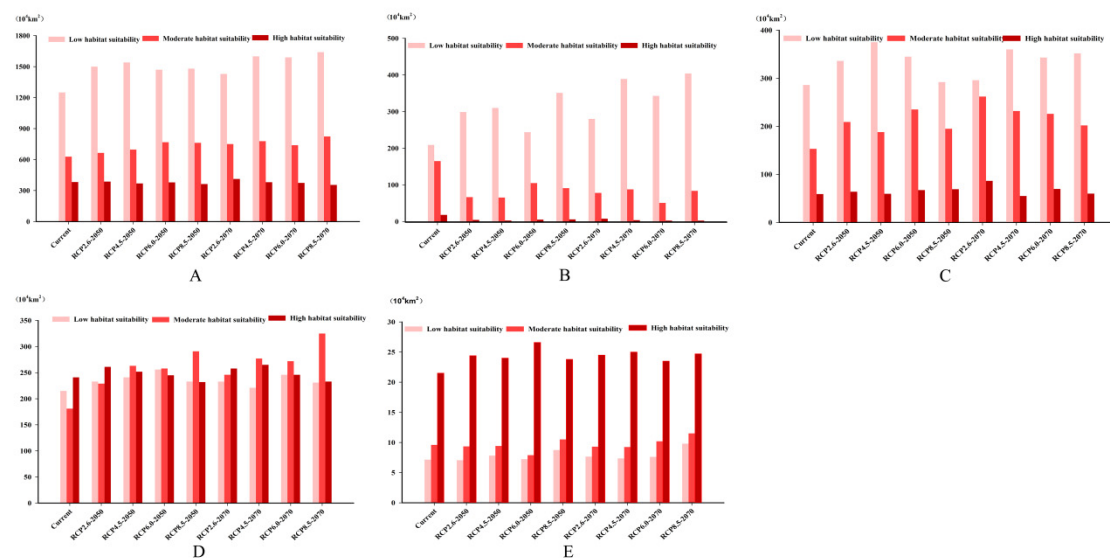 (10⁴km²)
Low habitat suitability Moderate habitat suitability High habitat suitability
1800
1500
1200
900
600
300
0
Current
RCP2.6-2050
RCP4.5-2050
RCP6.0-2050
RCP8.5-2050
RCP2.6-2070
RCP4.5-2070
RCP6.0-2070
RCP8.5-2070
A
(10⁴km²)
Low habitat suitability Moderate habitat suitability High habitat suitability
500
400
300
200
100
0
Current
RCP2.6-2050
RCP4.5-2050
RCP6.0-2050
RCP8.5-2050
RCP2.6-2070
RCP4.5-2070
RCP6.0-2070
RCP8.5-2070
B
(10⁴km²)
Low habitat suitability Moderate habitat suitability High habitat suitability
400
300
200
100
0
Current
RCP2.6-2050
RCP4.5-2050
RCP6.0-2050
RCP8.5-2050
RCP2.6-2070
RCP4.5-2070
RCP6.0-2070
RCP8.5-2070
C
(10⁴km²)
Low habitat suitability Moderate habitat suitability High habitat suitability
350
300
250
200
150
100
50
0
Current
RCP2.6-2050
RCP4.5-2050
RCP6.0-2050
RCP8.5-2050
RCP2.6-2070
RCP4.5-2070
RCP6.0-2070
RCP8.5-2070
D
(10⁴km²)
Low habitat suitability Moderate habitat suitability High habitat suitability
30
25
20
15
10
5
0
Current
RCP2.6-2050
RCP4.5-2050
RCP6.0-2050
RCP8.5-2050
RCP2.6-2070
RCP4.5-2070
RCP6.0-2070
RCP8.5-2070
E